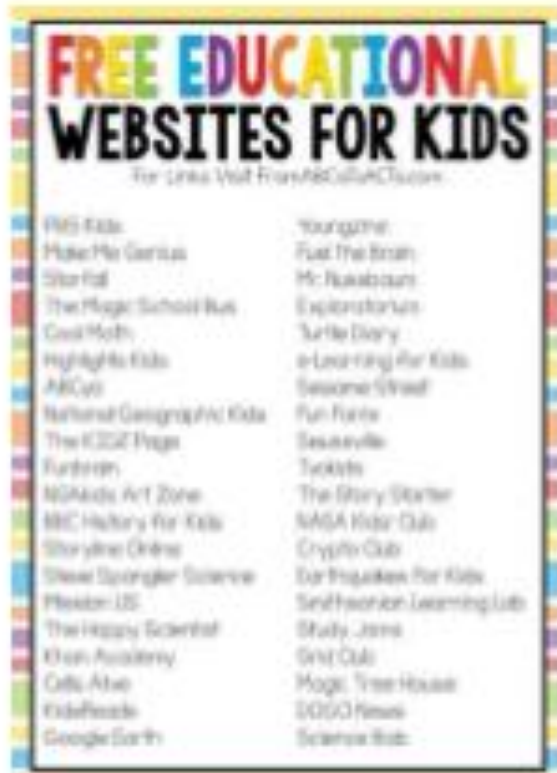 FREE EDUCATIONAL
WEBSITES FOR KIDS
For Links Visit FromABCsToACTs.com
PBS Kids
Make Me Genius
Starfall
The Magic School Bus
Cool Math
Highlights Kids
ABCya
National Geographic Kids
The KIDZ Page
Funbrain
NGAkids Art Zone
BBC History for Kids
Storyline Online
Steve Spangler Science
Mission US
The Happy Scientist
Khan Academy
Cells Alive
KidsReads
Google Earth
Youngzine
Fuel the Brain
Mr. Nussbaum
Exploratorium
Turtle Diary
e-Learning for Kids
Sesame Street
Fun Fonix
Seussville
Tvokids
The Story Starter
NASA Kids' Club
Crypto Club
Earthquakes for Kids
Smithsonian Learning Lab
Study Jams
Grid Club
Magic Tree House
DOGO News
Science Bob